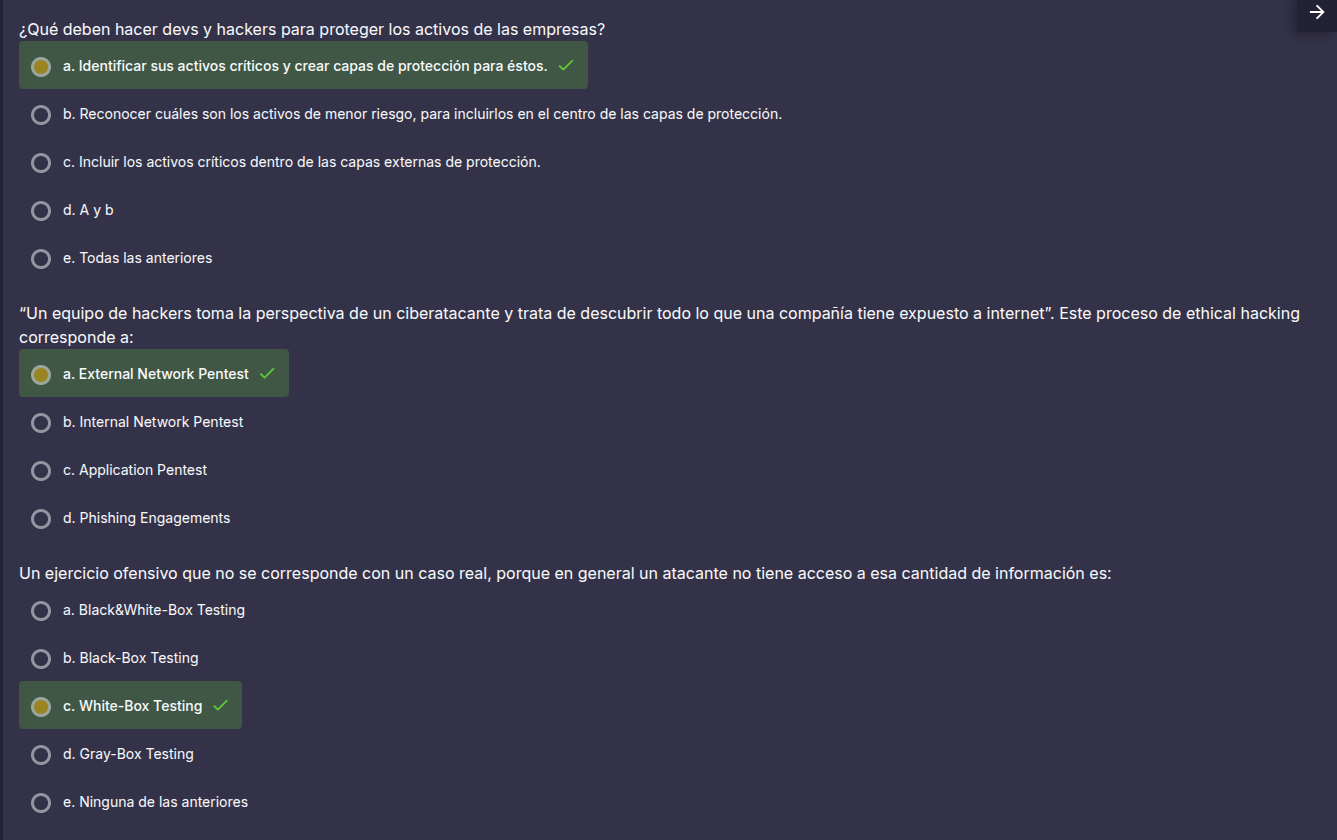 ¿Qué deben hacer devs y hackers para proteger los activos de las empresas?
a. Identificar sus activos críticos y crear capas de protección para éstos.
b. Reconocer cuáles son los activos de menor riesgo, para incluirlos en el centro de las capas de protección.
c. Incluir los activos críticos dentro de las capas externas de protección.
d. A y b
e. Todas las anteriores
“Un equipo de hackers toma la perspectiva de un ciberatacante y trata de descubrir todo lo que una compañía tiene expuesto a internet”. Este proceso de ethical hacking
corresponde a:
a. External Network Pentest
b. Internal Network Pentest
c. Application Pentest
d. Phishing Engagements
Un ejercicio ofensivo que no se corresponde con un caso real, porque en general un atacante no tiene acceso a esa cantidad de información es:
a. Black&White-Box Testing
b. Black-Box Testing
c. White-Box Testing
d. Gray-Box Testing
e. Ninguna de las anteriores